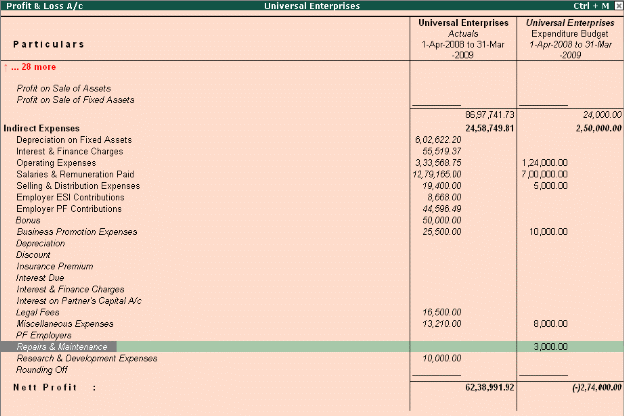 Profit & Loss A/c Universal Enterprises Ctrl + M
Universal Enterprises Universal Enterprises
Particulars Actuals Expenditure Budget
1-Apr-2008 to 31-Mar-2009 1-Apr-2008 to 31-Mar-2009
↑ ... 28 more
Profit on Sale of Assets
Profit on Sale of Fixed Assets
86,97,741.73 24,000.00
Indirect Expenses 24,58,749.81 2,50,000.00
Depreciation on Fixed Assets 6,02,622.20
Interest & Finance Charges 55,519.37
Operating Expenses 3,33,568.75 1,24,000.00
Salaries & Remuneration Paid 12,79,165.00 1,00,000.00
Selling & Distribution Expenses 19,400.00 5,000.00
Employer ESI Contributions 8,668.00
Employer PF Contributions 44,596.49
Bonus 50,000.00
Business Promotion Expenses 25,500.00 10,000.00
Depreciation
Discount
Insurance Premium
Interest Due
Interest & Finance Charges
Interest on Partner's Capital A/c
Legal Fees 16,500.00
Miscellaneous Expenses 13,210.00 8,000.00
PF Employers
Repairs & Maintenance 3,000.00
Research & Development Expenses 10,000.00
Rounding Off
Nett Profit : 62,38,991.92 (-)2,74,000.00